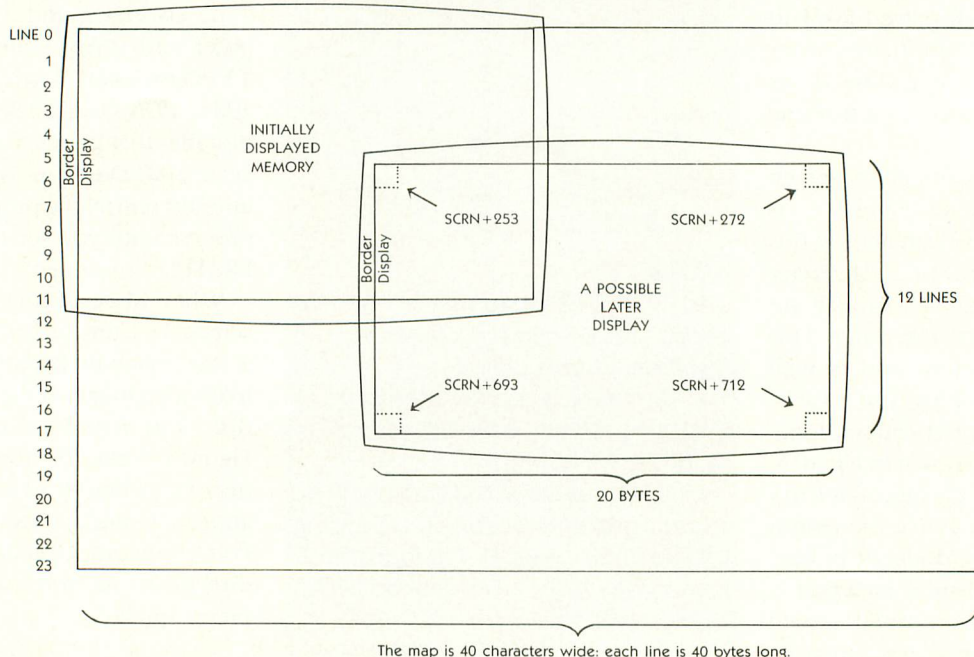 LINE 0
1
2
3
4
5
6
7
8
9
10
11
12
13
14
15
16
17
18
19
20
21
22
23
Border
Display
INITIALLY
DISPLAYED
MEMORY
SCRN+253
SCRN+272
Border
Display
A POSSIBLE
LATER
DISPLAY
12 LINES
SCRN+693
SCRN+712
20 BYTES
The map is 40 characters wide; each line is 40 bytes long.